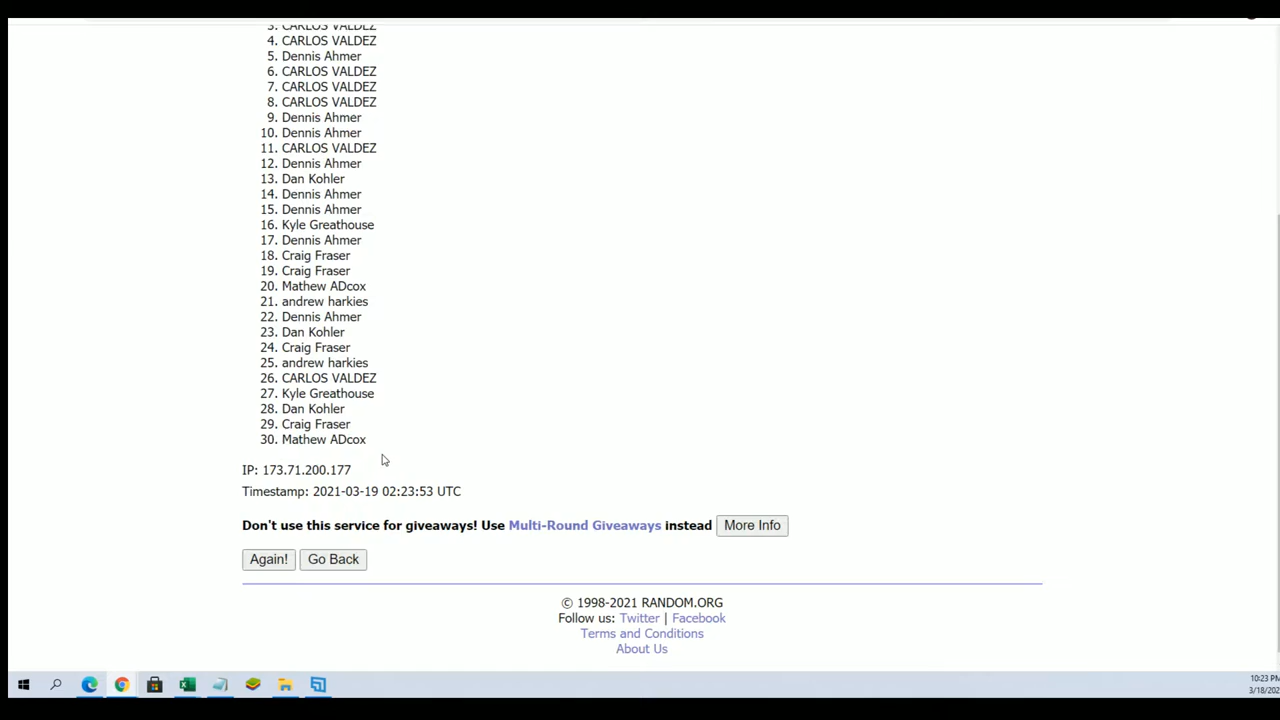 3. CARLOS VALDEZ
4. CARLOS VALDEZ
5. Dennis Ahmer
6. CARLOS VALDEZ
7. CARLOS VALDEZ
8. CARLOS VALDEZ
9. Dennis Ahmer
10. Dennis Ahmer
11. CARLOS VALDEZ
12. Dennis Ahmer
13. Dan Kohler
14. Dennis Ahmer
15. Dennis Ahmer
16. Kyle Greathouse
17. Dennis Ahmer
18. Craig Fraser
19. Craig Fraser
20. Mathew ADcox
21. andrew harkies
22. Dennis Ahmer
23. Dan Kohler
24. Craig Fraser
25. andrew harkies
26. CARLOS VALDEZ
27. Kyle Greathouse
28. Dan Kohler
29. Craig Fraser
30. Mathew ADcox
IP: 173.71.200.177
Timestamp: 2021-03-19 02:23:53 UTC
Don't use this service for giveaways! Use Multi-Round Giveaways instead More Info
Again! Go Back
© 1998-2021 RANDOM.ORG
Follow us: Twitter | Facebook
Terms and Conditions
About Us
10:23 PM
3/18/202